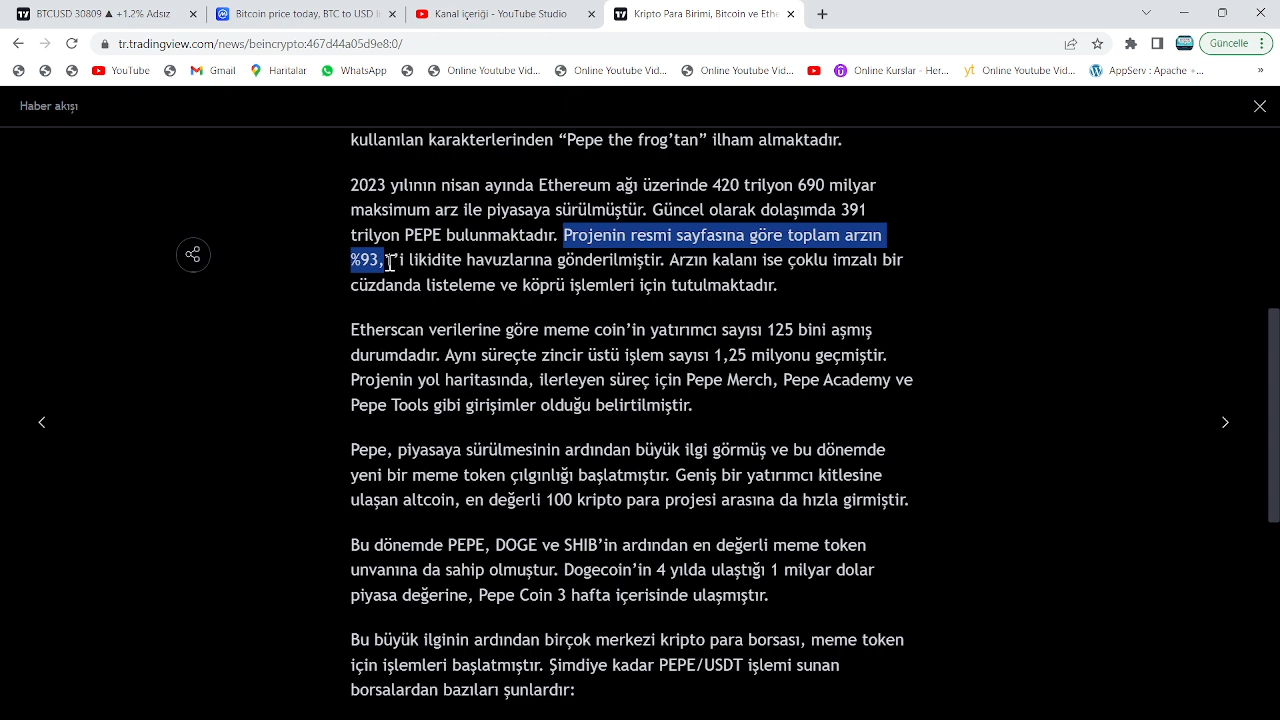 BTCUSD 30809 ▲ +1.2% Adsız
Bitcoin price today, BTC to USD li
Kanal içeriği - YouTube Studio
Kripto Para Birimi, Bitcoin ve Ethe
tr.tradingview.com/news/beincrypto:467d44a05d9e8:0/
Güncelle
YouTube
Gmail
Haritalar
WhatsApp
Online Youtube Vid...
Online Youtube Vid...
Online Youtube Vid...
Online Kurslar - Her...
yt Online Youtube Vid...
AppServ : Apache +...
»
Haber akışı
kullanılan karakterlerinden “Pepe the frog’tan” ilham almaktadır.
2023 yılının nisan ayında Ethereum ağı üzerinde 420 trilyon 690 milyar
maksimum arz ile piyasaya sürülmüştür. Güncel olarak dolaşımda 391
trilyon PEPE bulunmaktadır. Projenin resmi sayfasına göre toplam arzın
%93, ’i likidite havuzlarına gönderilmiştir. Arzın kalanı ise çoklu imzalı bir
cüzdanda listeleme ve köprü işlemleri için tutulmaktadır.
Etherscan verilerine göre meme coin’in yatırımcı sayısı 125 bini aşmış
durumdadır. Aynı süreçte zincir üstü işlem sayısı 1,25 milyonu geçmiştir.
Projenin yol haritasında, ilerleyen süreç için Pepe Merch, Pepe Academy ve
Pepe Tools gibi girişimler olduğu belirtilmiştir.
Pepe, piyasaya sürülmesinin ardından büyük ilgi görmüş ve bu dönemde
yeni bir meme token çılgınlığı başlatmıştır. Geniş bir yatırımcı kitlesine
ulaşan altcoin, en değerli 100 kripto para projesi arasına da hızla girmiştir.
Bu dönemde PEPE, DOGE ve SHIB’in ardından en değerli meme token
unvanına da sahip olmuştur. Dogecoin’in 4 yılda ulaştığı 1 milyar dolar
piyasa değerine, Pepe Coin 3 hafta içerisinde ulaşmıştır.
Bu büyük ilginin ardından birçok merkezi kripto para borsası, meme token
için işlemleri başlatmıştır. Şimdiye kadar PEPE/USDT işlemi sunan
borsalardan bazıları şunlardır: